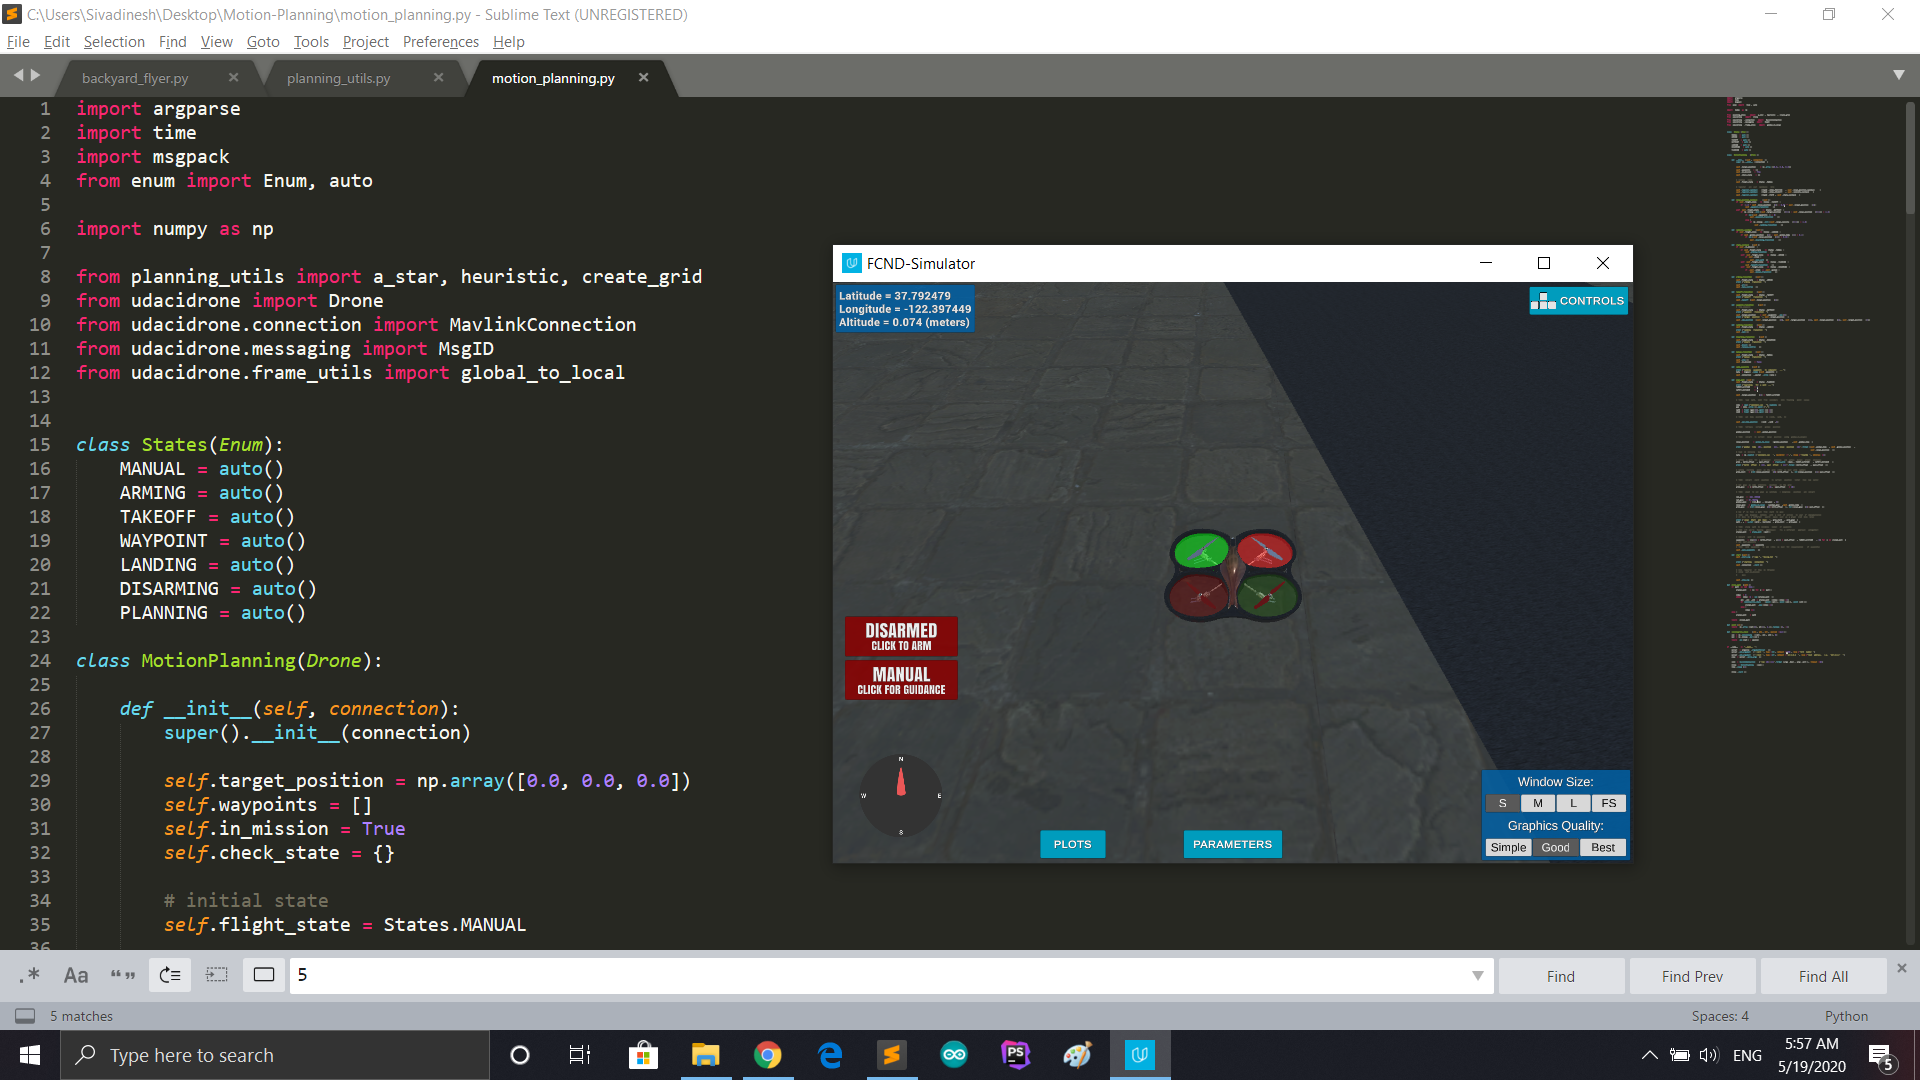 C:\Users\Sivadinesh\Desktop\Motion-Planning\motion_planning.py - Sublime Text (UNREGISTERED)
File Edit Selection Find View Goto Tools Project Preferences Help
backyard_flyer.py planning_utils.py motion_planning.py
1 import argparse
2 import time
3 import msgpack
4 from enum import Enum, auto
5
6 import numpy as np
7
8 from planning_utils import a_star, heuristic, create_grid
9 from udacidrone import Drone
10 from udacidrone.connection import MavlinkConnection
11 from udacidrone.messaging import MsgID
12 from udacidrone.frame_utils import global_to_local
13
14
15 class States(Enum):
16 MANUAL = auto()
17 ARMING = auto()
18 TAKEOFF = auto()
19 WAYPOINT = auto()
20 LANDING = auto()
21 DISARMING = auto()
22 PLANNING = auto()
23
24 class MotionPlanning(Drone):
25
26 def __init__(self, connection):
27 super().__init__(connection)
28
29 self.target_position = np.array([0.0, 0.0, 0.0])
30 self.waypoints = []
31 self.in_mission = True
32 self.check_state = {}
33
34 # initial state
35 self.flight_state = States.MANUAL
36
FCND-Simulator
Latitude = 37.792479
Longitude = -122.397449
Altitude = 0.074 (meters)
CONTROLS
DISARMED
CLICK TO ARM
MANUAL
CLICK FOR GUIDANCE
N
W E
S
PLOTS PARAMETERS
Window Size:
S M L FS
Graphics Quality:
Simple Good Best
.* Aa “” 5 Find Find Prev Find All
5 matches Spaces: 4 Python
Type here to search
PS
ENG
5:57 AM
5/19/2020
5